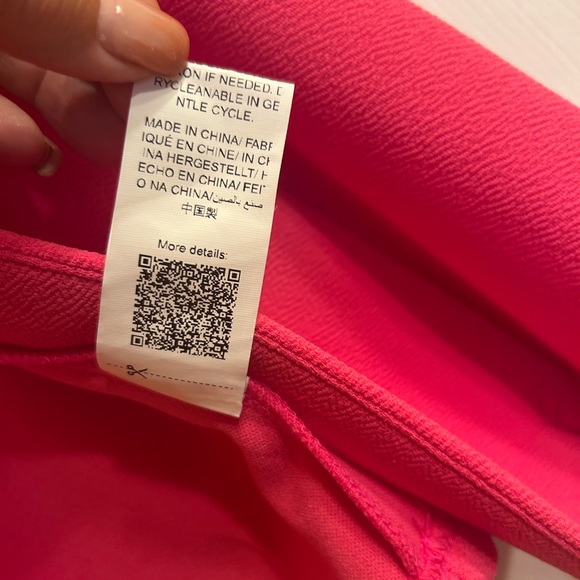 IRON IF NEEDED. D
RYCLEANABLE IN GE
NTLE CYCLE.
MADE IN CHINA/ FABR
IQUÉ EN CHINE/ IN CH
INA HERGESTELLT/ H
ECHO EN CHINA/ FEIT
O NA CHINA/صنع بالصين/
中国製
More details: